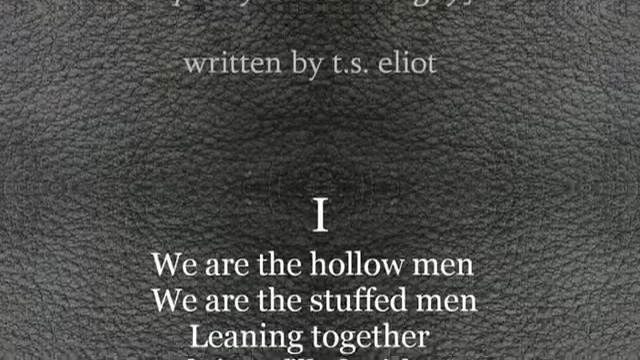 written by t.s. eliot
I
We are the hollow men
We are the stuffed men
Leaning together